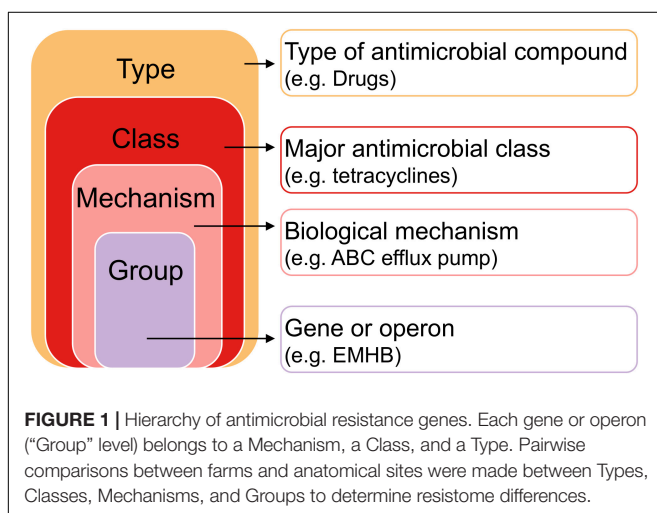 Type
Type of antimicrobial compound
(e.g. Drugs)
Class
Major antimicrobial class
(e.g. tetracyclines)
Mechanism
Biological mechanism
(e.g. ABC efflux pump)
Group
Gene or operon
(e.g. EMHB)
FIGURE 1 | Hierarchy of antimicrobial resistance genes. Each gene or operon
(“Group” level) belongs to a Mechanism, a Class, and a Type. Pairwise
comparisons between farms and anatomical sites were made between Types,
Classes, Mechanisms, and Groups to determine resistome differences.